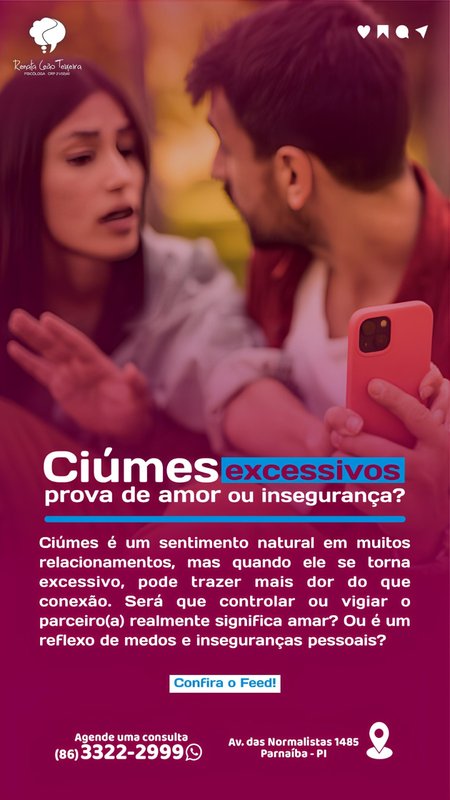 Renata Leão Teixeira
Ciúmes excessivos
prova de amor ou insegurança?
Ciúmes é um sentimento natural em muitos
relacionamentos, mas quando ele se torna
excessivo, pode trazer mais dor do que
conexão. Será que controlar ou vigiar o
parceiro(a) realmente significa amar? Ou é um
reflexo de medos e inseguranças pessoais?
Confira o Feed!
Agende uma consulta
(86)3322-2999
Av. das Normalistas 1485
Parnaíba - PI